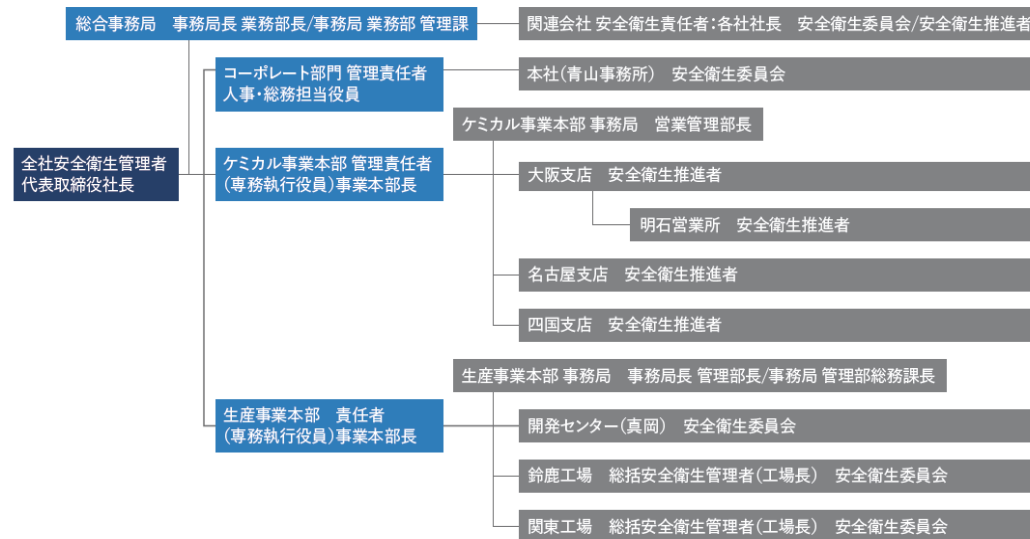 総合事務局　事務局長 業務部長/事務局 業務部 管理課
関連会社 安全衛生責任者：各社社長　安全衛生委員会/安全衛生推進者
コーポレート部門 管理責任者
人事・総務担当役員
本社（青山事務所）　安全衛生委員会
ケミカル事業本部 事務局　営業管理部長
全社安全衛生管理者
代表取締役社長
ケミカル事業本部 管理責任者
（専務執行役員）事業本部長
大阪支店　安全衛生推進者
明石営業所　安全衛生推進者
名古屋支店　安全衛生推進者
四国支店　安全衛生推進者
生産事業本部 事務局　事務局長 管理部長/事務局 管理部総務課長
生産事業本部　責任者
（専務執行役員）事業本部長
開発センター（真岡）　安全衛生委員会
鈴鹿工場　総括安全衛生管理者（工場長）　安全衛生委員会
関東工場　総括安全衛生管理者（工場長）　安全衛生委員会